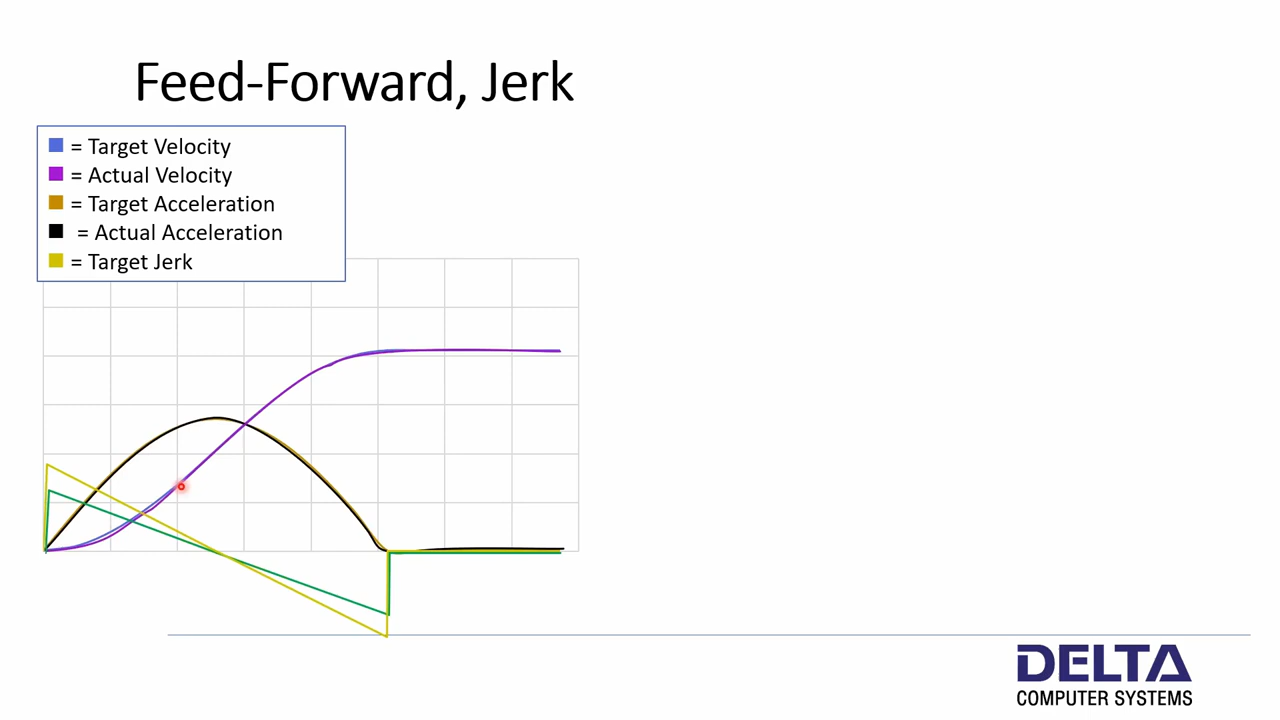 Feed-Forward, Jerk
= Target Velocity
= Actual Velocity
= Target Acceleration
= Actual Acceleration
= Target Jerk
DELTA
COMPUTER SYSTEMS